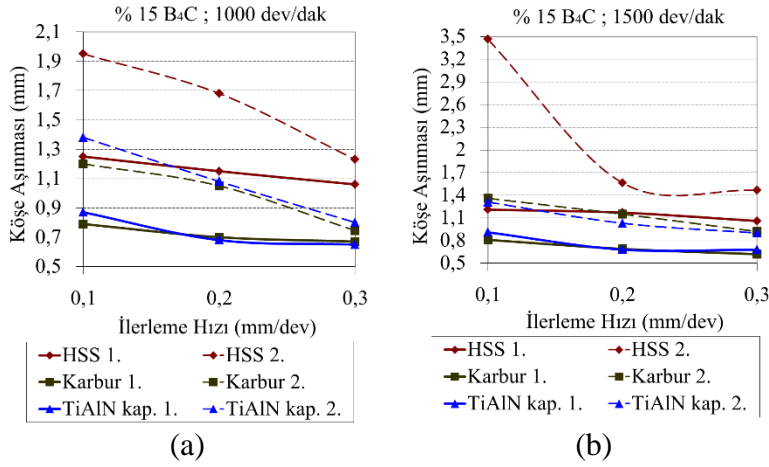 % 15 B₄C ; 1000 dev/dak
2,1
1,9
1,7
1,5
1,3
1,1
0,9
0,7
0,5
Köşe Aşınması (mm)
0,1 0,2 0,3
İlerleme Hızı (mm/dev)
HSS 1. HSS 2.
Karbur 1. Karbur 2.
TiAlN kap. 1. TiAlN kap. 2.
(a)
% 15 B₄C ; 1500 dev/dak
3,5
3,2
2,9
2,6
2,3
2
1,7
1,4
1,1
0,8
0,5
Köşe Aşınması (mm)
0,1 0,2 0,3
İlerleme Hızı (mm/dev)
HSS 1. HSS 2.
Karbur 1. Karbur 2.
TiAlN kap. 1. TiAlN kap. 2.
(b)